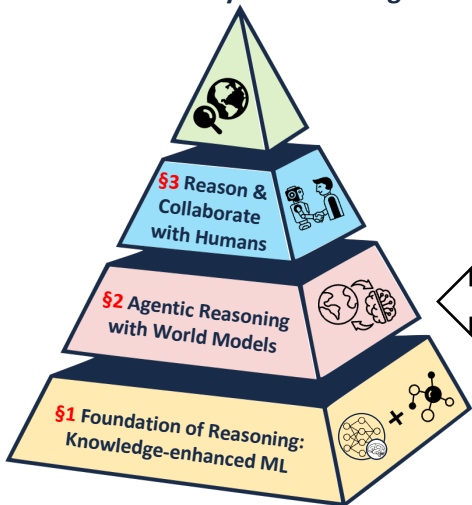 §3 Reason &
Collaborate
with Humans
§2 Agentic Reasoning
with World Models
§1 Foundation of Reasoning:
Knowledge-enhanced ML
+